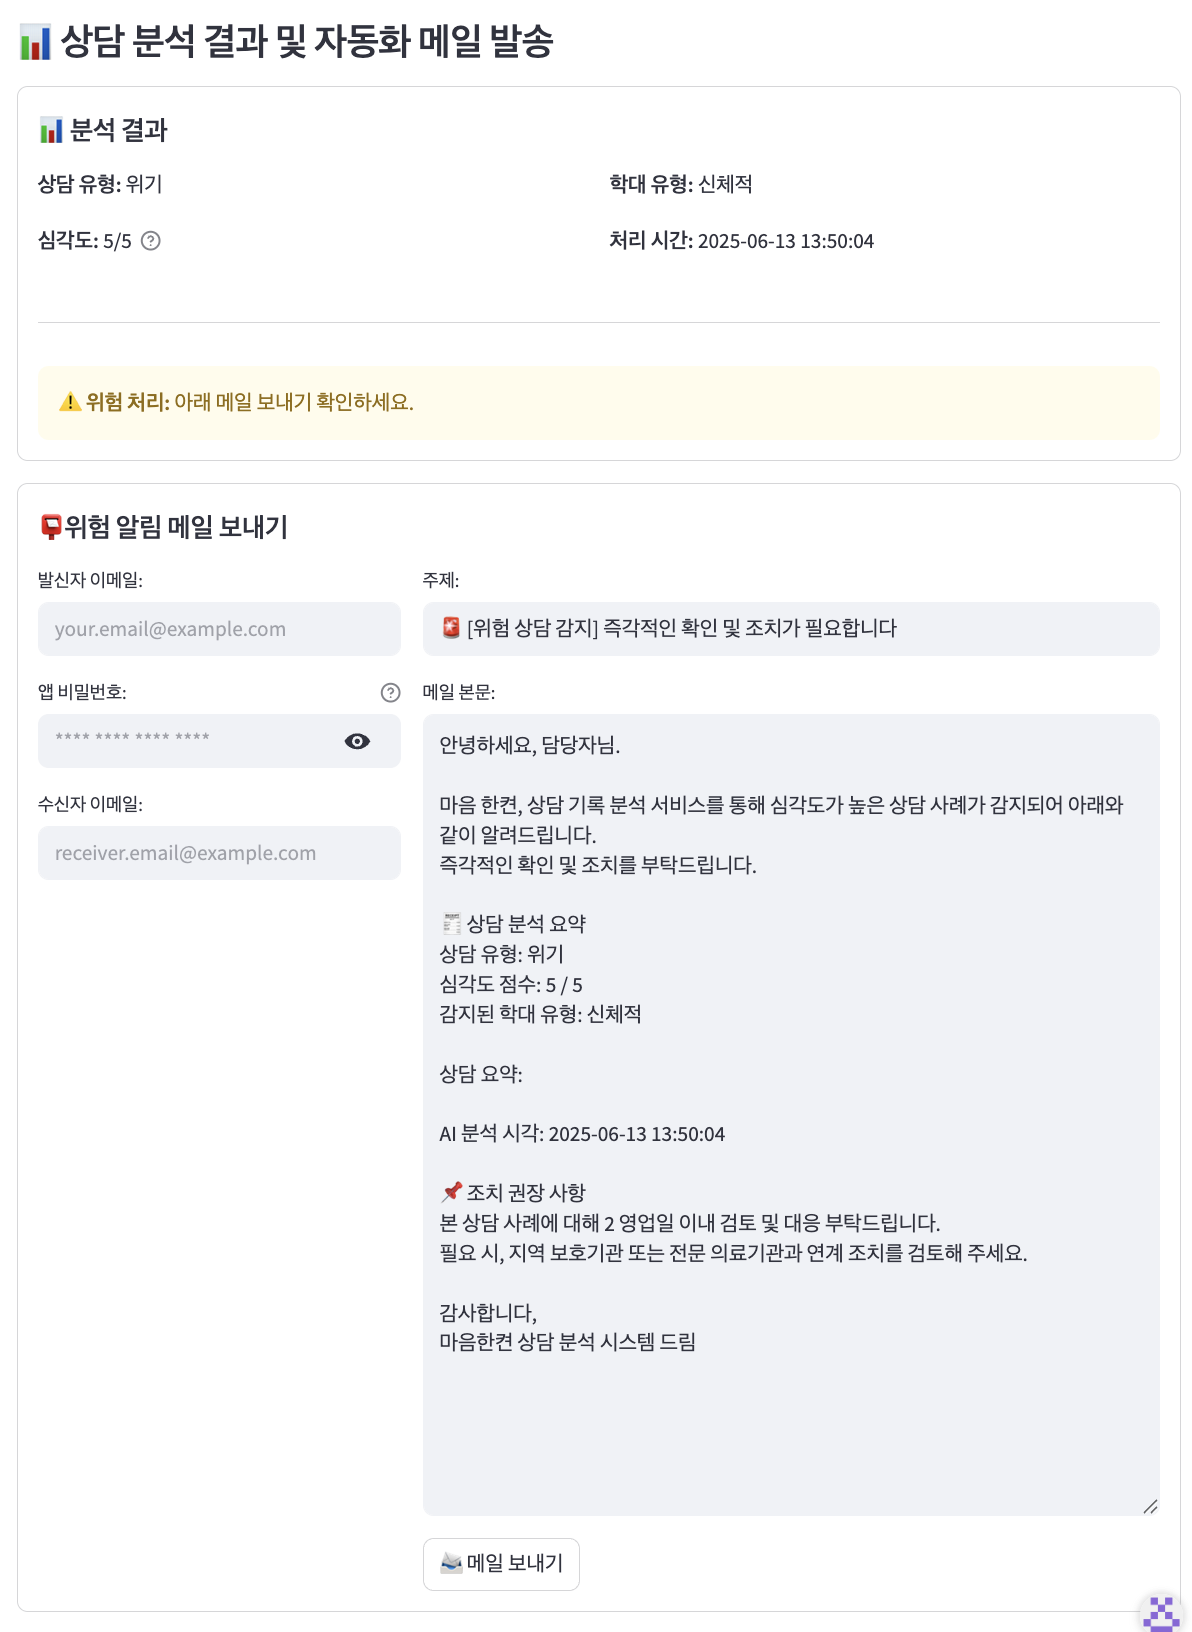 📊 상담 분석 결과 및 자동화 메일 발송
📊 분석 결과
상담 유형: 위기
학대 유형: 신체적
심각도: 5/5
처리 시간: 2025-06-13 13:50:04
⚠️ 위험 처리: 아래 메일 보내기 확인하세요.
📮위험 알림 메일 보내기
발신자 이메일:
your.email@example.com
앱 비밀번호:
**** **** **** ****
수신자 이메일:
receiver.email@example.com
주제:
🚨 [위험 상담 감지] 즉각적인 확인 및 조치가 필요합니다
메일 본문:
안녕하세요, 담당자님.
마음 한켠, 상담 기록 분석 서비스를 통해 심각도가 높은 상담 사례가 감지되어 아래와
같이 알려드립니다.
즉각적인 확인 및 조치를 부탁드립니다.
🧾 상담 분석 요약
상담 유형: 위기
심각도 점수: 5 / 5
감지된 학대 유형: 신체적
상담 요약:
AI 분석 시각: 2025-06-13 13:50:04
📌 조치 권장 사항
본 상담 사례에 대해 2 영업일 이내 검토 및 대응 부탁드립니다.
필요 시, 지역 보호기관 또는 전문 의료기관과 연계 조치를 검토해 주세요.
감사합니다,
마음한켠 상담 분석 시스템 드림
📨 메일 보내기